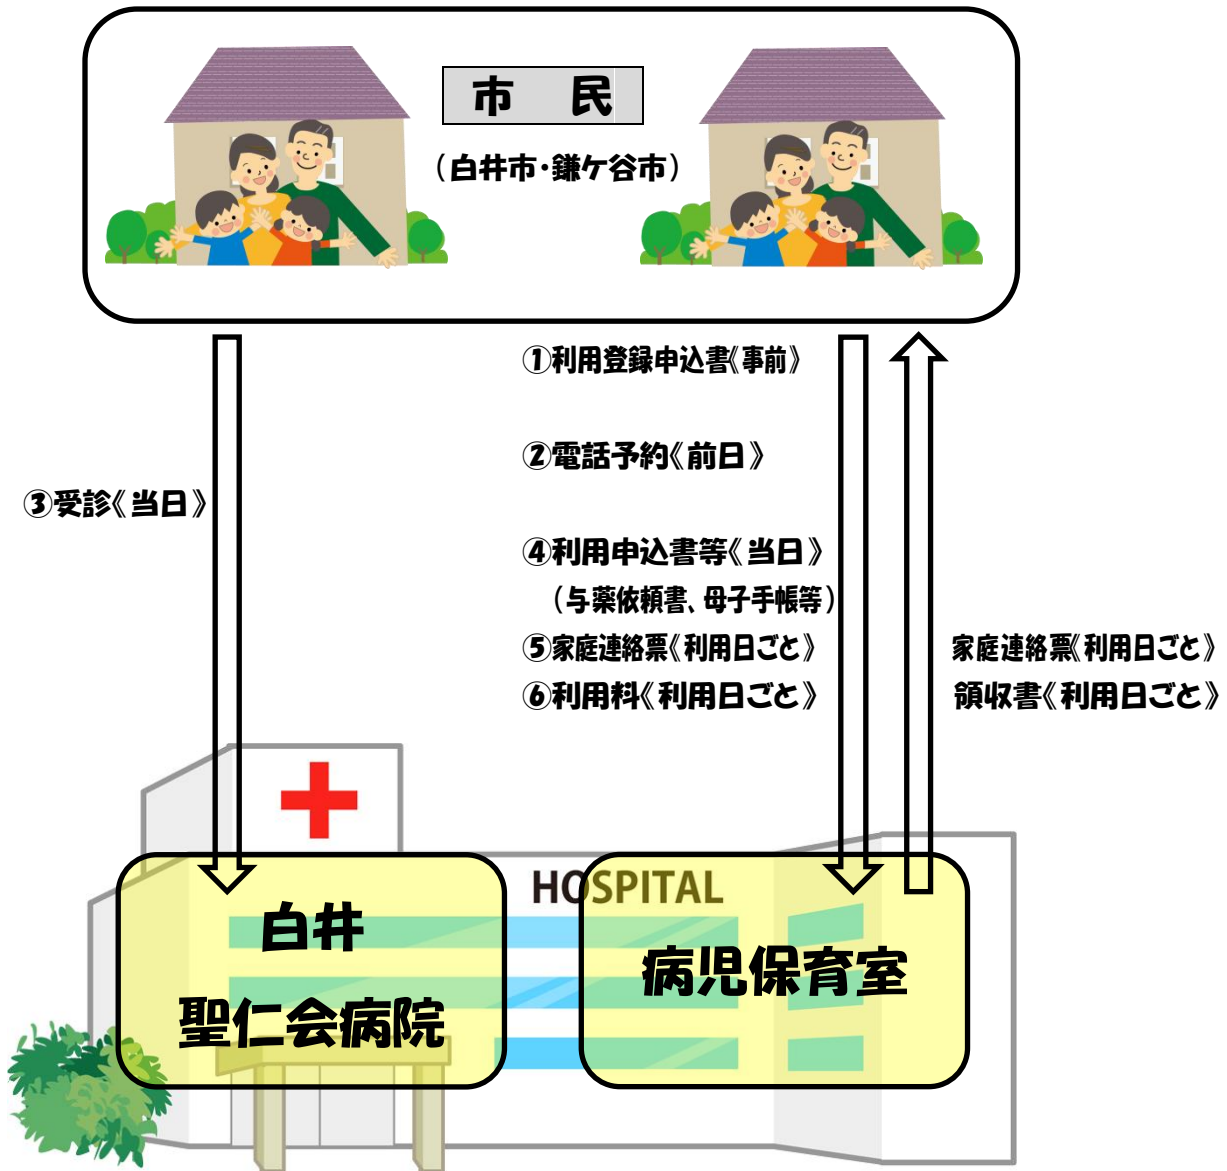 市　民
（白井市・鎌ケ谷市）
①利用登録申込書《事前》
②電話予約《前日》
③受診《当日》
④利用申込書等《当日》
（与薬依頼書、母子手帳等）
⑤家庭連絡票《利用日ごと》
⑥利用料《利用日ごと》
家庭連絡票《利用日ごと》
領収書《利用日ごと》
HOSPITAL
白井
聖仁会病院
病児保育室